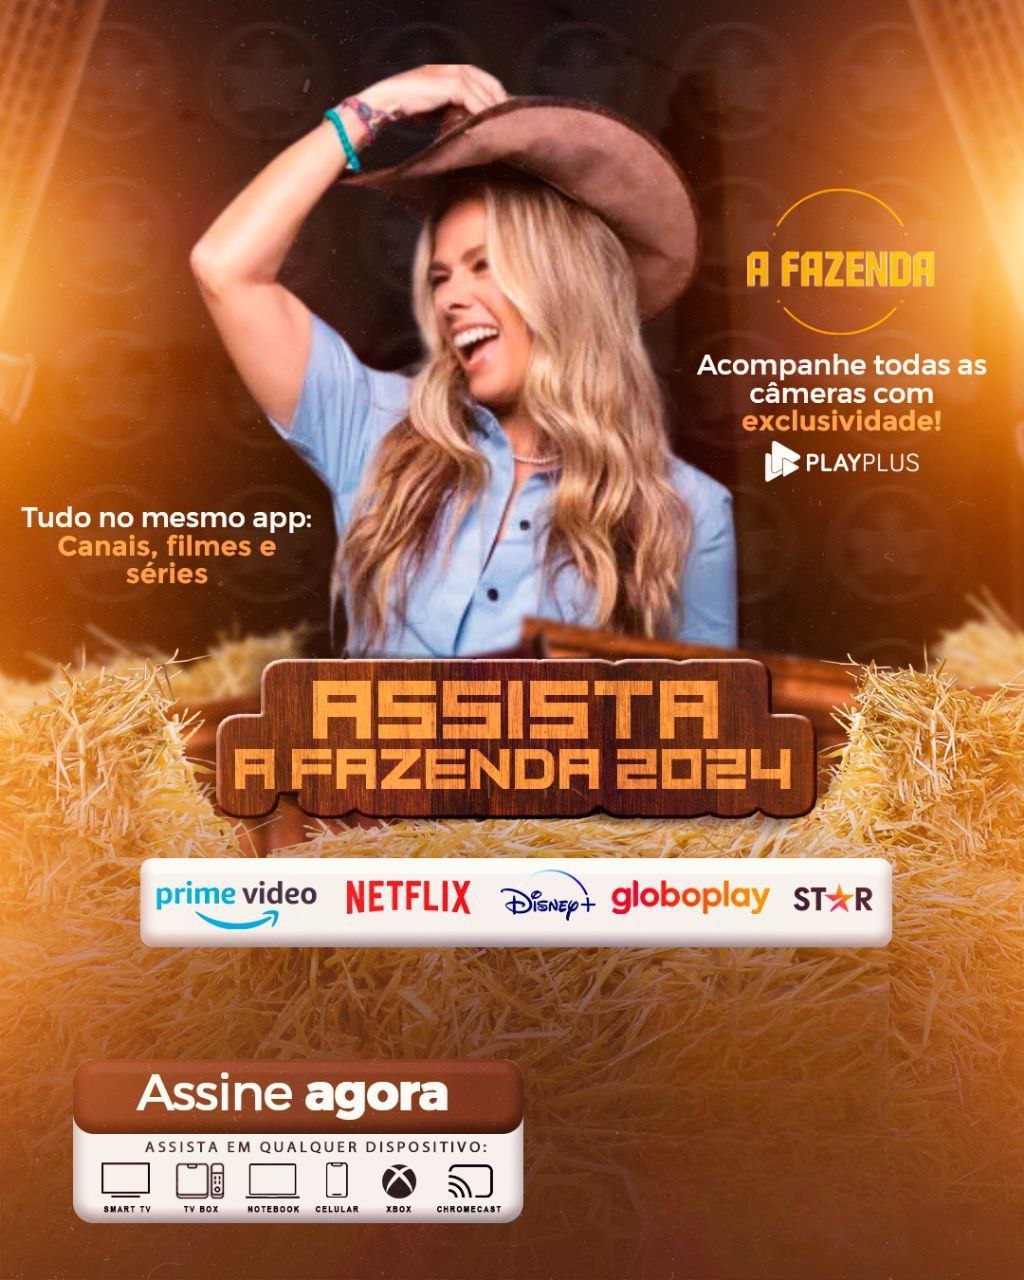 A FAZENDA
Acompanhe todas as
câmeras com
exclusividade!
PLAYPLUS
Tudo no mesmo app:
Canais, filmes e
séries
ASSISTA
A FAZENDA 2024
prime video NETFLIX Disney+ globoplay STAR
Assine agora
ASSISTA EM QUALQUER DISPOSITIVO:
SMART TV TV BOX NOTEBOOK CELULAR XBOX CHROMECAST